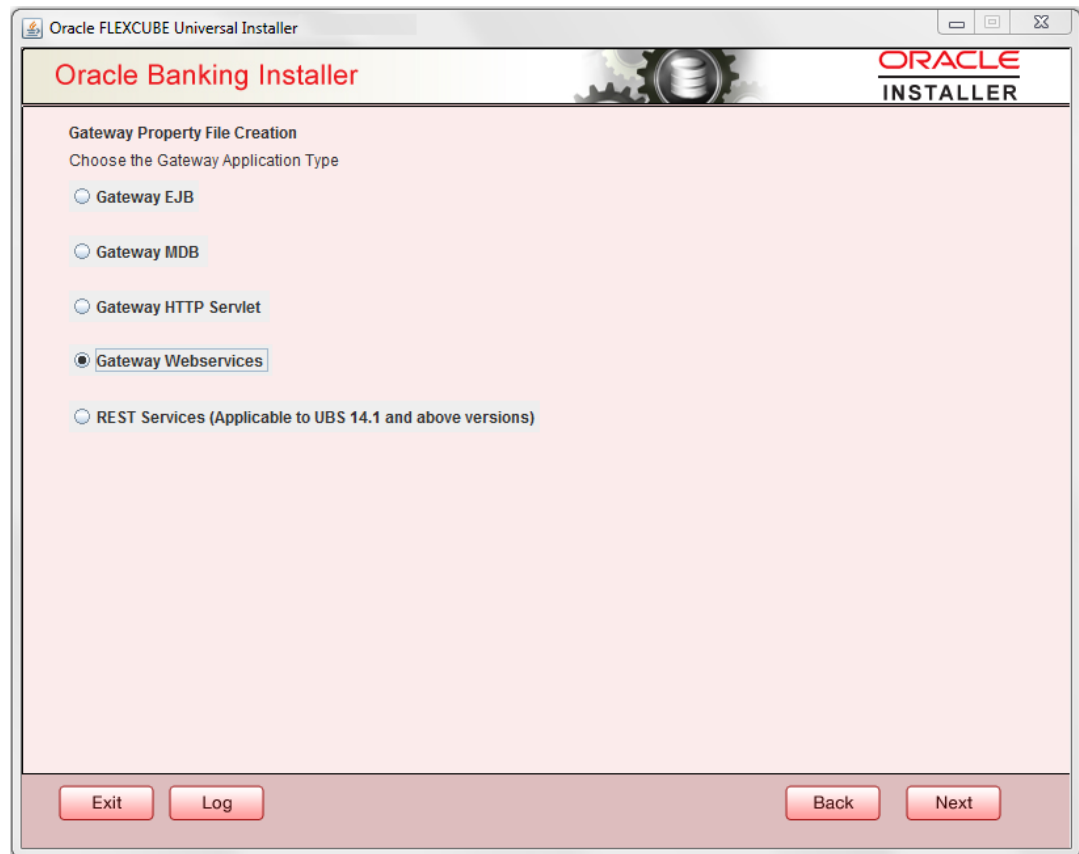 Oracle FLEXCUBE Universal Installer
Oracle Banking Installer
ORACLE
INSTALLER
Gateway Property File Creation
Choose the Gateway Application Type
Gateway EJB
Gateway MDB
Gateway HTTP Servlet
Gateway Webservices
REST Services (Applicable to UBS 14.1 and above versions)
Exit
Log
Back
Next